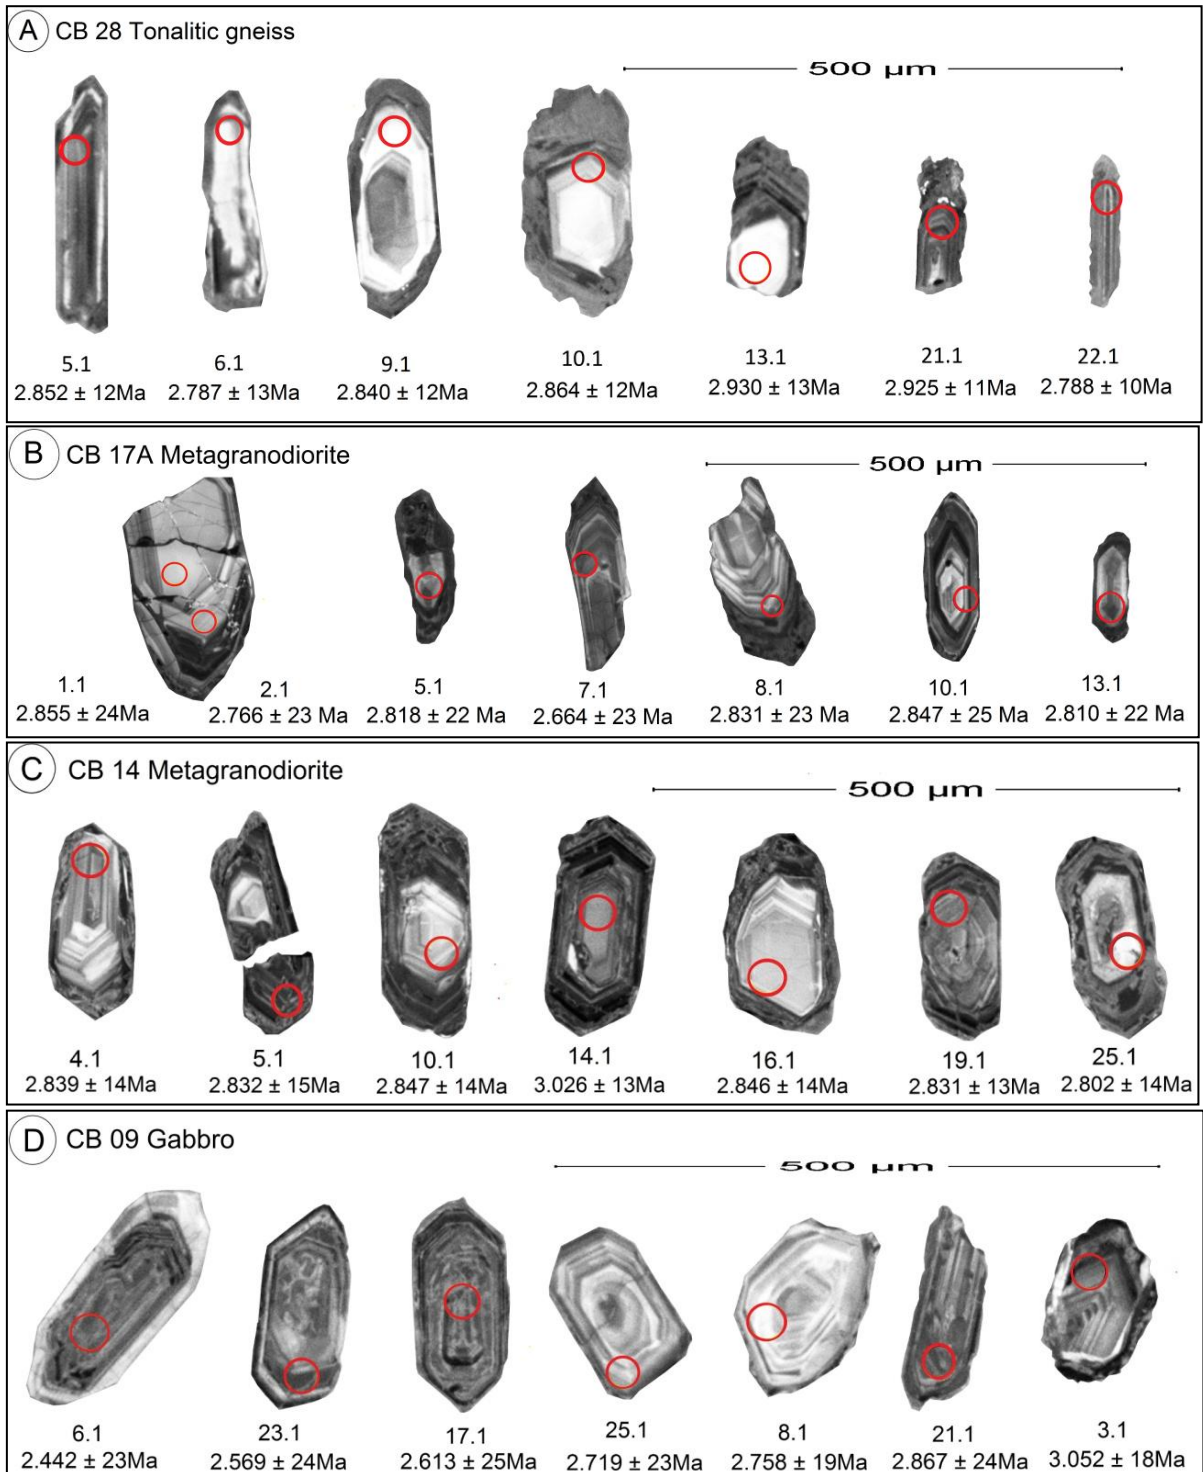 A CB 28 Tonalitic gneiss
500 µm
5.1 6.1 9.1 10.1 13.1 21.1 22.1
2.852 ± 12Ma 2.787 ± 13Ma 2.840 ± 12Ma 2.864 ± 12Ma 2.930 ± 13Ma 2.925 ± 11Ma 2.788 ± 10Ma
B CB 17A Metagranodiorite
500 µm
1.1 2.1 5.1 7.1 8.1 10.1 13.1
2.855 ± 24Ma 2.766 ± 23 Ma 2.818 ± 22 Ma 2.664 ± 23 Ma 2.831 ± 23 Ma 2.847 ± 25 Ma 2.810 ± 22 Ma
C CB 14 Metagranodiorite
500 µm
4.1 5.1 10.1 14.1 16.1 19.1 25.1
2.839 ± 14Ma 2.832 ± 15Ma 2.847 ± 14Ma 3.026 ± 13Ma 2.846 ± 14Ma 2.831 ± 13Ma 2.802 ± 14Ma
D CB 09 Gabbro
500 µm
6.1 23.1 17.1 25.1 8.1 21.1 3.1
2.442 ± 23Ma 2.569 ± 24Ma 2.613 ± 25Ma 2.719 ± 23Ma 2.758 ± 19Ma 2.867 ± 24Ma 3.052 ± 18Ma